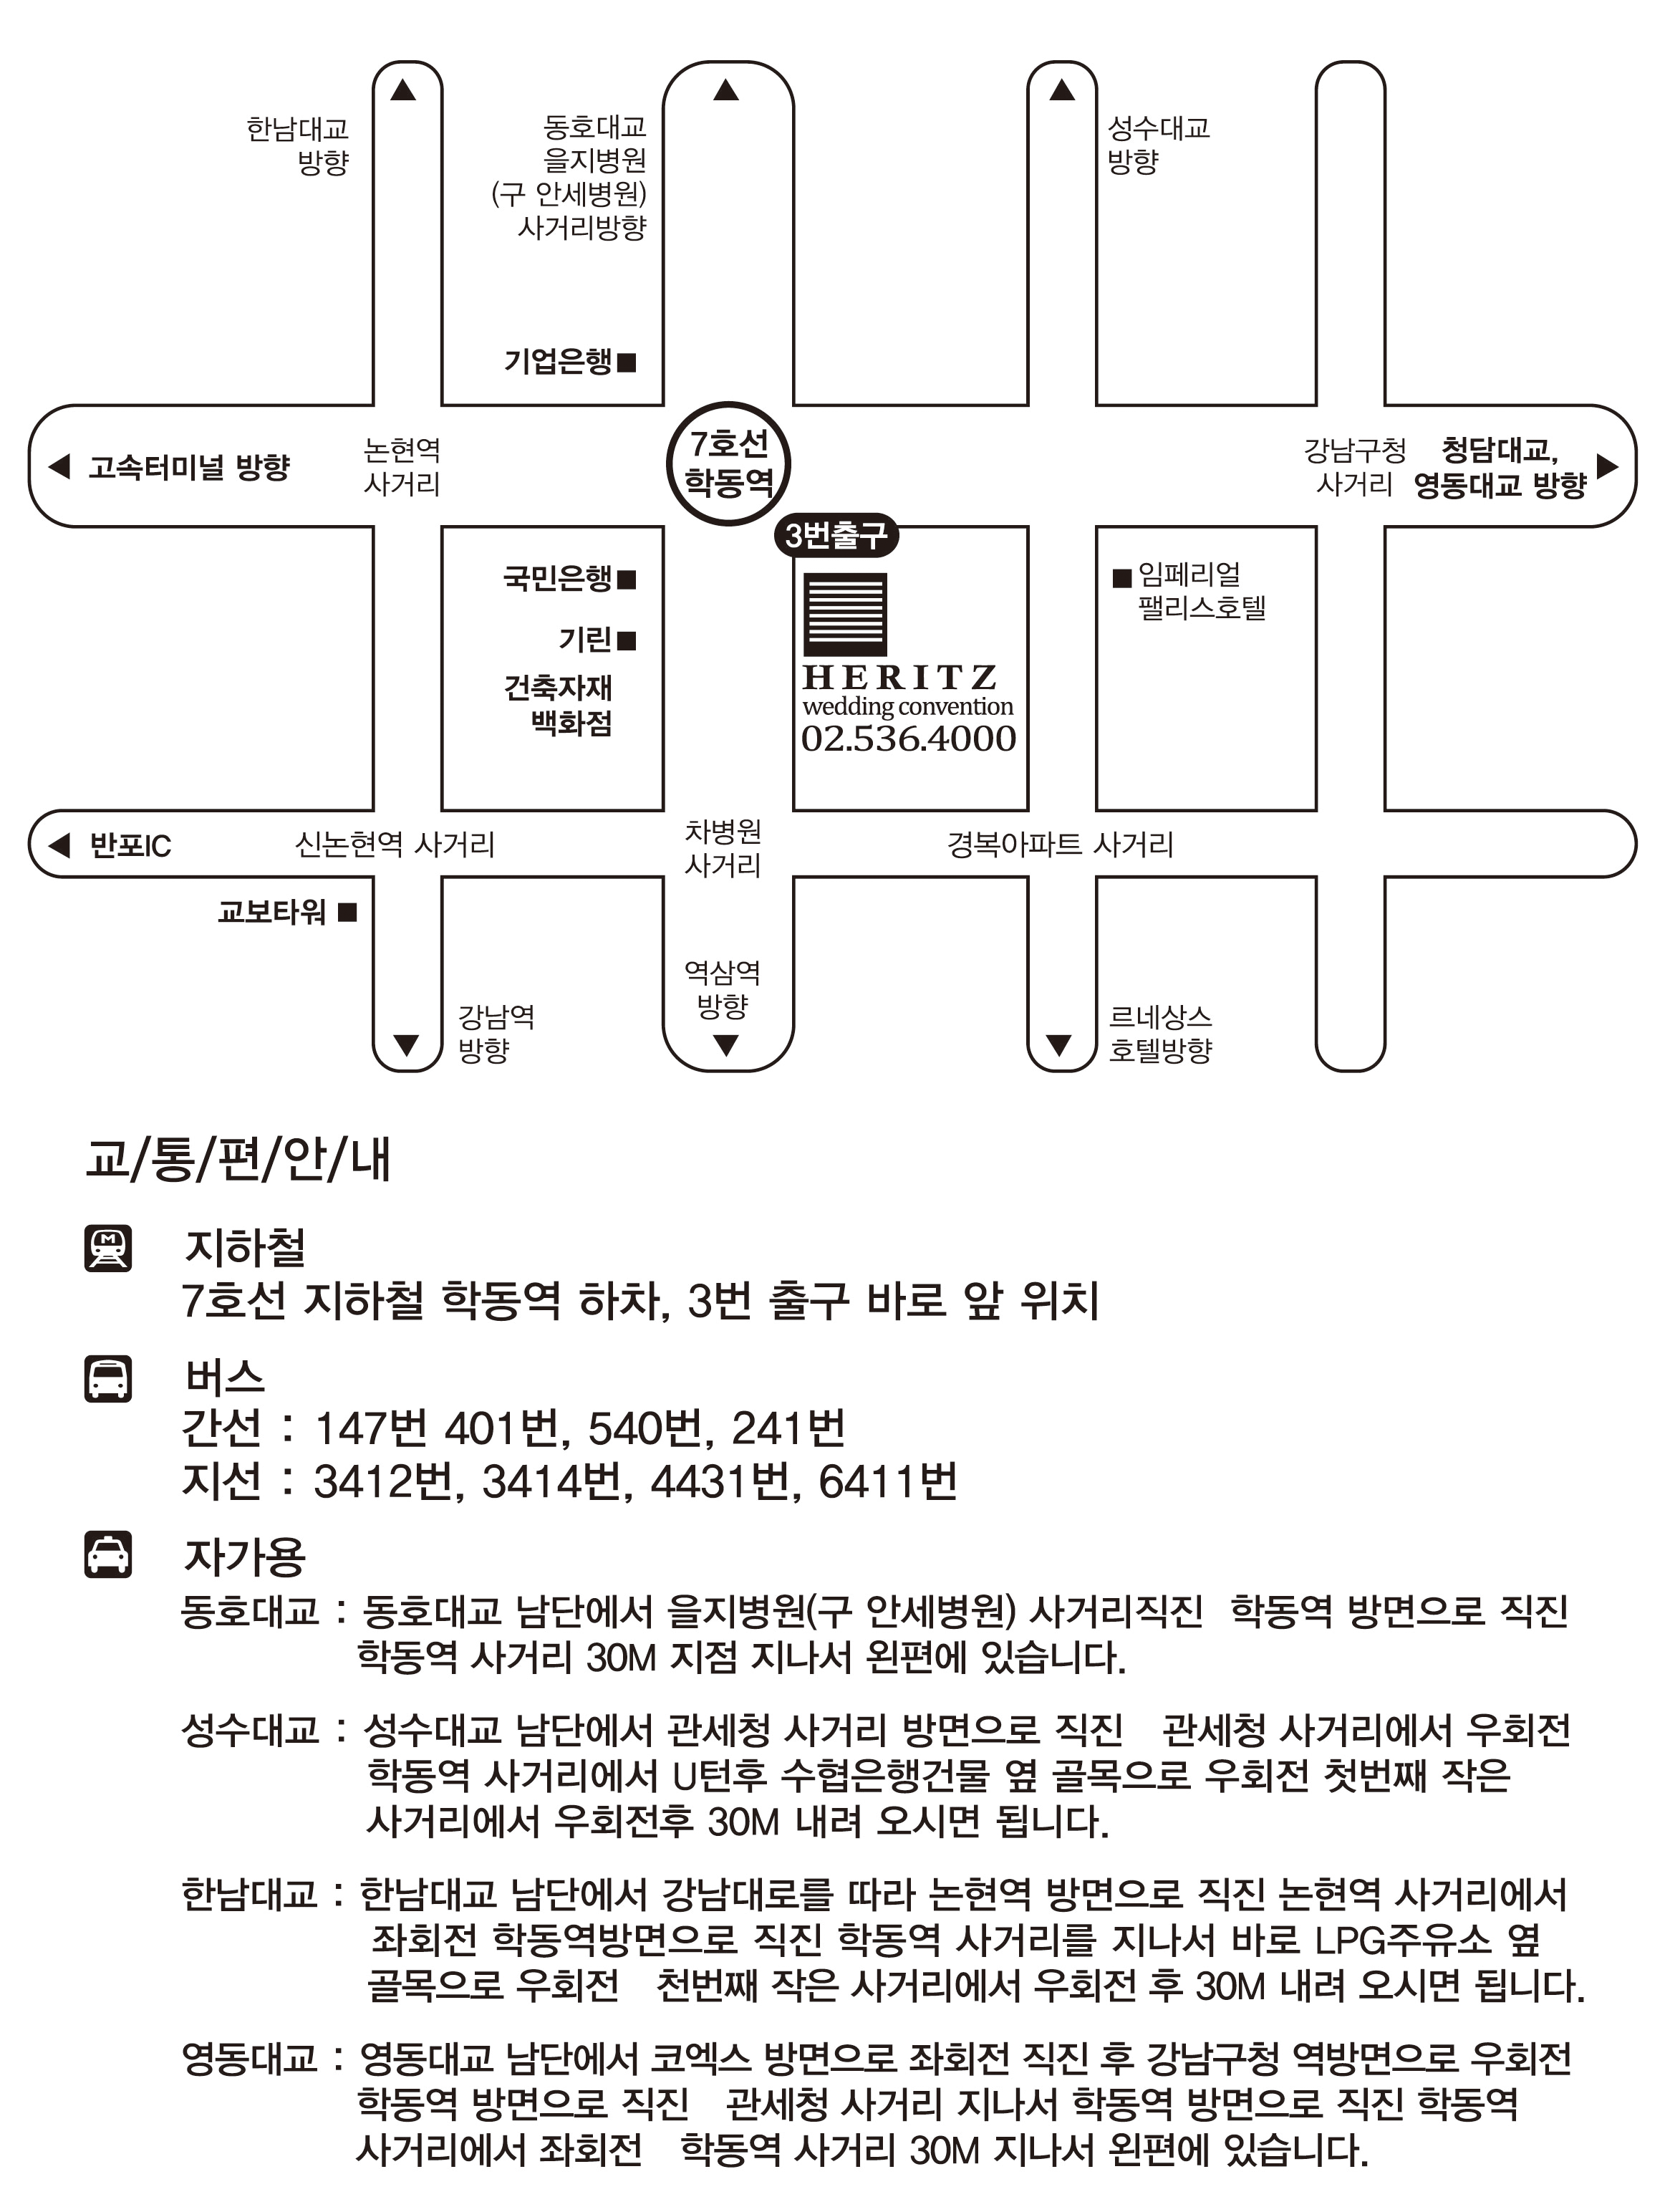 한남대교
방향
동호대교
을지병원
(구 안세병원)
사거리방향
성수대교
방향
기업은행
고속터미널 방향
논현역
사거리
7호선
학동역
강남구청
사거리
청담대교,
영동대교 방향
3번출구
국민은행
기린
건축자재
백화점
HERITZ
wedding convention
02.536.4000
임페리얼
팰리스호텔
반포IC
신논현역 사거리
차병원
사거리
경복아파트 사거리
교보타워
강남역
방향
역삼역
방향
르네상스
호텔방향
교/통/편/안/내
M
지하철
7호선 지하철 학동역 하차, 3번 출구 바로 앞 위치
버스
간선 : 147번 401번, 540번, 241번
지선 : 3412번, 3414번, 4431번, 6411번
자가용
동호대교 : 동호대교 남단에서 을지병원(구 안세병원) 사거리직진 학동역 방면으로 직진
학동역 사거리 30M 지점 지나서 왼편에 있습니다.
성수대교 : 성수대교 남단에서 관세청 사거리 방면으로 직진 관세청 사거리에서 우회전
학동역 사거리에서 U턴후 수협은행건물 옆 골목으로 우회전 첫번째 작은
사거리에서 우회전후 30M 내려 오시면 됩니다.
한남대교 : 한남대교 남단에서 강남대로를 따라 논현역 방면으로 직진 논현역 사거리에서
좌회전 학동역방면으로 직진 학동역 사거리를 지나서 바로 LPG주유소 옆
골목으로 우회전 천번째 작은 사거리에서 우회전 후 30M 내려 오시면 됩니다.
영동대교 : 영동대교 남단에서 코엑스 방면으로 좌회전 직진 후 강남구청 역방면으로 우회전
학동역 방면으로 직진 관세청 사거리 지나서 학동역 방면으로 직진 학동역
사거리에서 좌회전 학동역 사거리 30M 지나서 왼편에 있습니다.